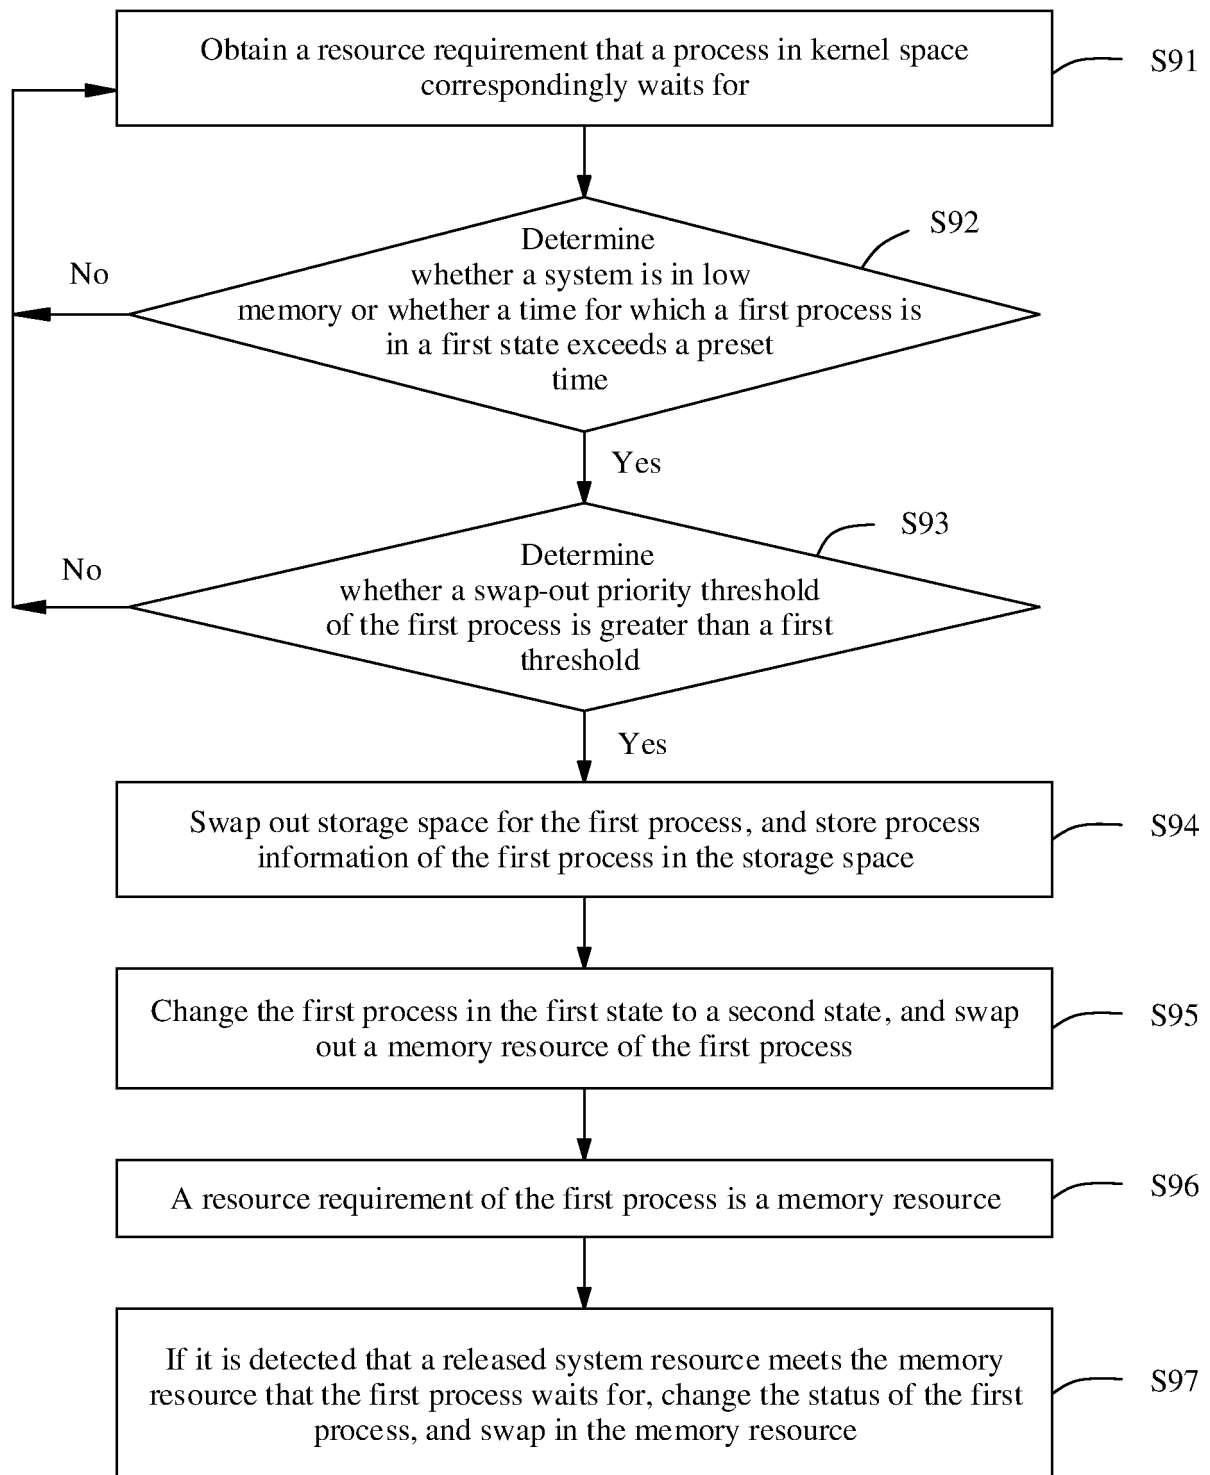 Obtain a resource requirement that a process in kernel space
correspondingly waits for
S91
Determine
whether a system is in low
memory or whether a time for which a first process is
in a first state exceeds a preset
time
S92
No
Yes
Determine
whether a swap-out priority threshold
of the first process is greater than a first
threshold
S93
No
Yes
Swap out storage space for the first process, and store process
information of the first process in the storage space
S94
Change the first process in the first state to a second state, and swap
out a memory resource of the first process
S95
A resource requirement of the first process is a memory resource
S96
If it is detected that a released system resource meets the memory
resource that the first process waits for, change the status of the first
process, and swap in the memory resource
S97